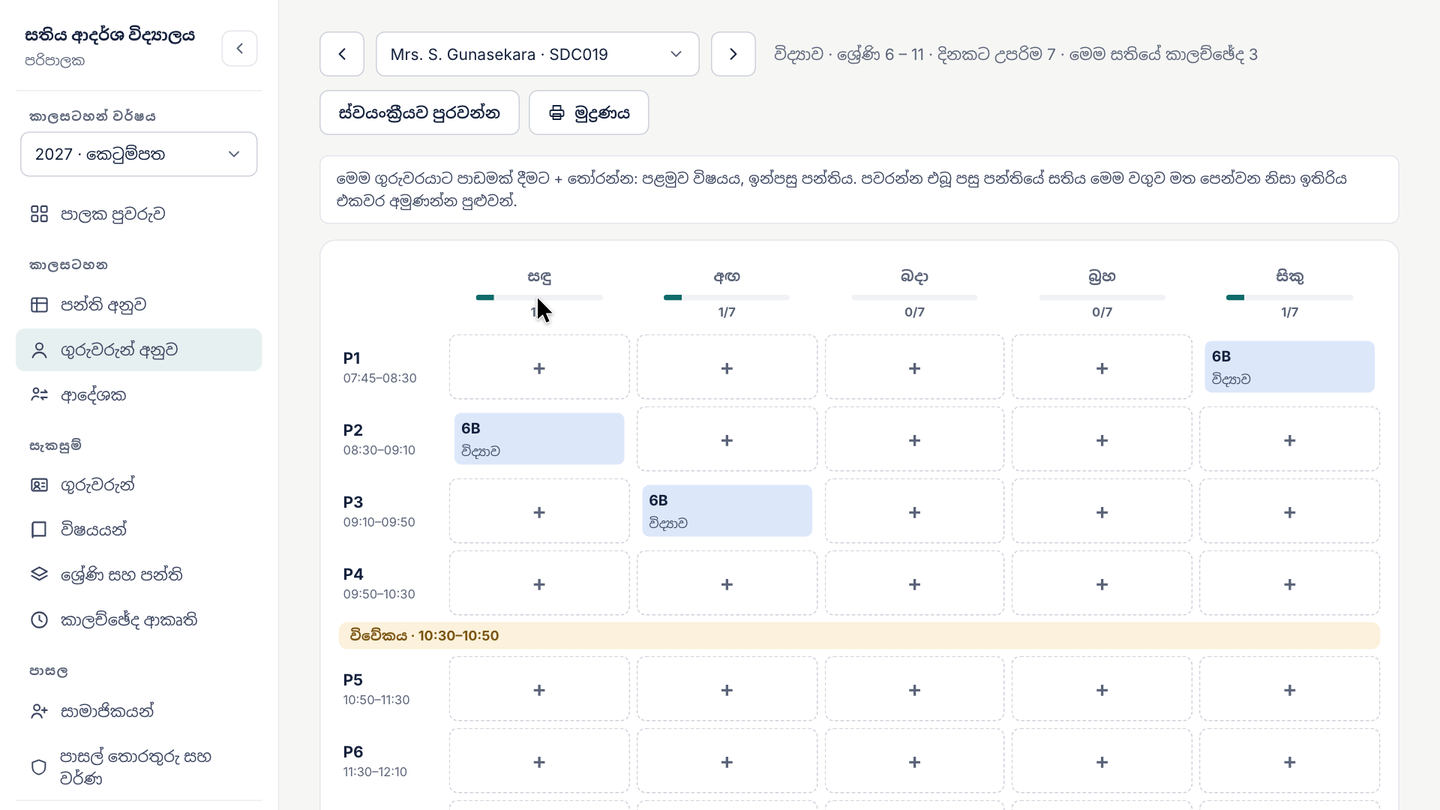 සතිය ආදර්ශ විද්‍යාලය
පරිපාලක
කාලසටහන් වර්ෂය
2027 · කෙටුම්පත
පාලක පුවරුව
කාලසටහන
පන්ති අනුව
ගුරුවරුන් අනුව
ආදේශක
සැකසුම්
ගුරුවරුන්
විෂයයන්
ශ්‍රේණි සහ පන්ති
කාලච්ඡේද ආකෘති
පාසල
සාමාජිකයන්
පාසල් තොරතුරු සහ
වර්ණ
Mrs. S. Gunasekara · SDC019
විද්‍යාව · ශ්‍රේණි 6 – 11 · දිනකට උපරිම 7 · මෙම සතියේ කාලච්ඡේද 3
ස්වයංක්‍රීයව පුරවන්න
මුද්‍රණය
මෙම ගුරුවරයාට පාඩමක් දීමට + තෝරන්න: පළමුව විෂයය, ඉන්පසු පන්තිය. පවරන්න එබූ පසු පන්තියේ සතිය මෙම වගුව මත පෙන්වන නිසා ඉතිරිය
එකවර අමුණන්න පුළුවන්.
සඳු අඟ බදා බ්‍රහ සිකු
1/7 0/7 0/7 1/7
P1 + + + + 6B
07:45–08:30 විද්‍යාව
P2 6B + + + +
08:30–09:10 විද්‍යාව
P3 + 6B + + +
09:10–09:50 විද්‍යාව
P4 + + + + +
09:50–10:30
විවේකය · 10:30–10:50
P5 + + + + +
10:50–11:30
P6 + + + + +
11:30–12:10